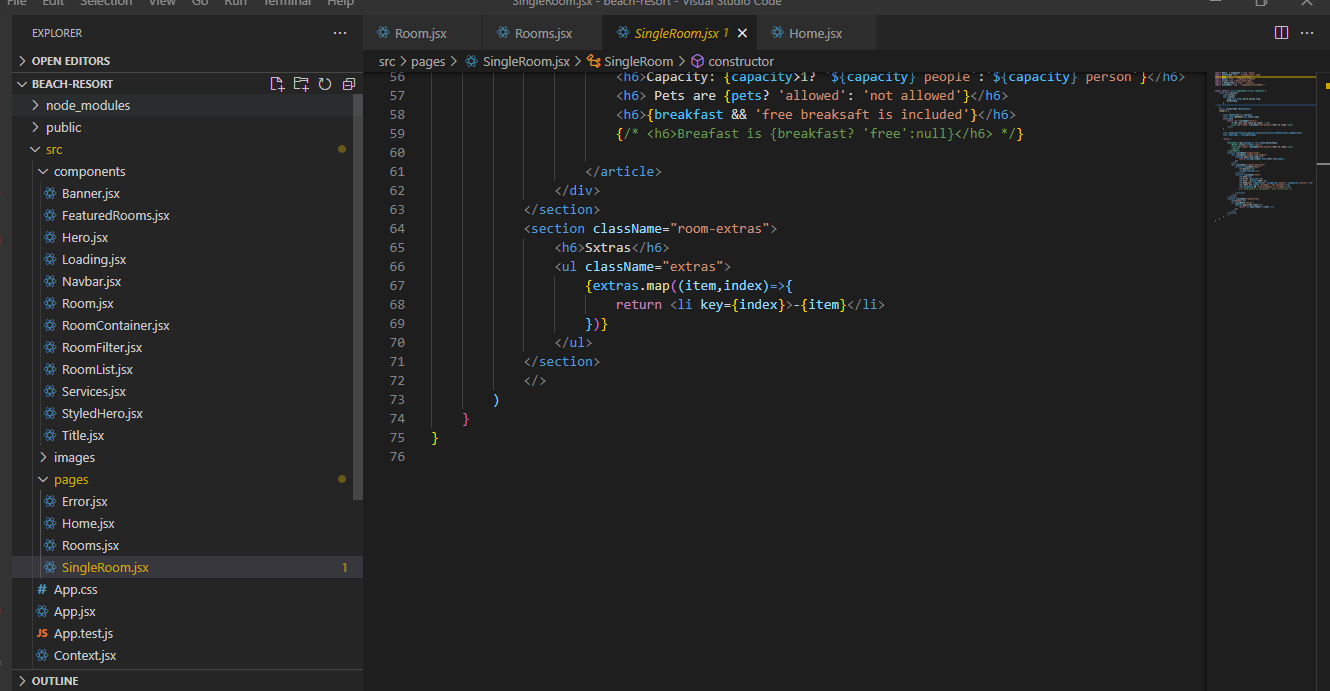 File Edit Selection View Go Run Terminal Help
SingleRoom.jsx - beach-resort - Visual Studio Code
EXPLORER
OPEN EDITORS
BEACH-RESORT
node_modules
public
src
components
Banner.jsx
FeaturedRooms.jsx
Hero.jsx
Loading.jsx
Navbar.jsx
Room.jsx
RoomContainer.jsx
RoomFilter.jsx
RoomList.jsx
Services.jsx
StyledHero.jsx
Title.jsx
images
pages
Error.jsx
Home.jsx
Rooms.jsx
SingleRoom.jsx 1
# App.css
App.jsx
JS App.test.js
Context.jsx
OUTLINE
Room.jsx Rooms.jsx SingleRoom.jsx 1 Home.jsx
src > pages > SingleRoom.jsx > SingleRoom > constructor
56 <h6>Capacity: {capacity>1? `${capacity} people`:`${capacity} person`}</h6>
57 <h6> Pets are {pets? 'allowed': 'not allowed'}</h6>
58 <h6>{breakfast && 'free breaksaft is included'}</h6>
59 {/* <h6>Breafast is {breakfast? 'free':null}</h6> */}
60
61 </article>
62 </div>
63 </section>
64 <section className="room-extras">
65 <h6>Sxtras</h6>
66 <ul className="extras">
67 {extras.map((item,index)=>{
68 return <li key={index}>-{item}</li>
69 })}
70 </ul>
71 </section>
72 </>
73 )
74 }
75 }
76